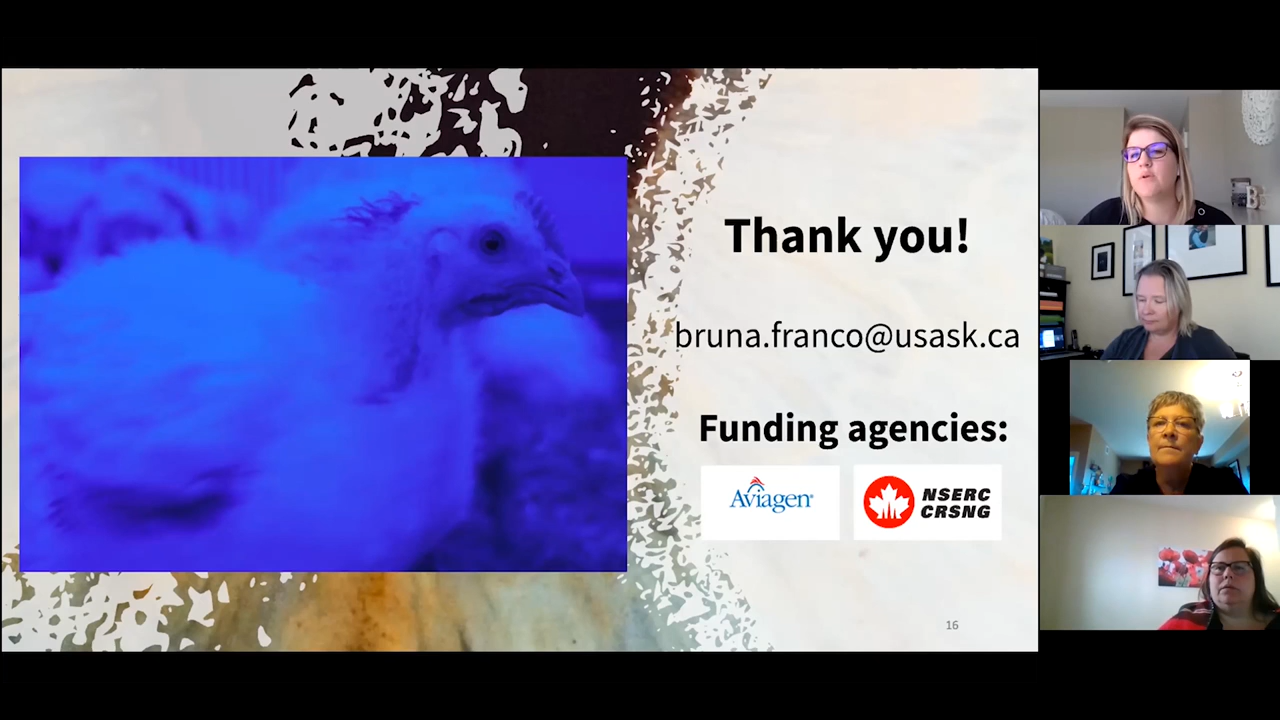 Thank you!
bruna.franco@usask.ca
Funding agencies:
Aviagen®
NSERC
CRSNG
16
B